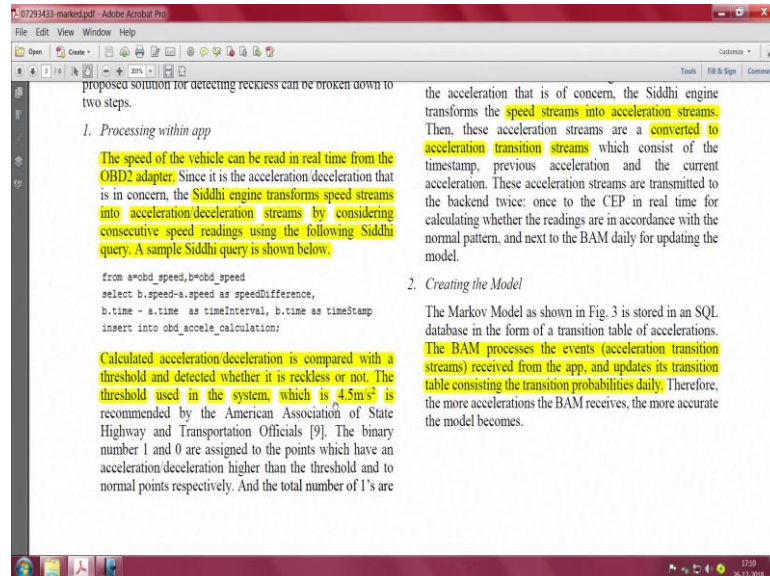 07293433-marked.pdf - Adobe Acrobat Pro
File Edit View Window Help
Open Create Customize
3 / 6 203% Tools Fill & Sign Comme
proposed solution for detecting reckless can be broken down to
two steps.
1. Processing within app
The speed of the vehicle can be read in real time from the
OBD2 adapter. Since it is the acceleration/deceleration that
is in concern, the Siddhi engine transforms speed streams
into acceleration/deceleration streams by considering
consecutive speed readings using the following Siddhi
query. A sample Siddhi query is shown below.
from a=obd_speed,b=obd_speed
select b.speed-a.speed as speedDifference,
b.time - a.time as timeInterval, b.time as timeStamp
insert into obd_accele_calculation;
Calculated acceleration/deceleration is compared with a
threshold and detected whether it is reckless or not. The
threshold used in the system, which is 4.5m/s² is
recommended by the American Association of State
Highway and Transportation Officials [9]. The binary
number 1 and 0 are assigned to the points which have an
acceleration/deceleration higher than the threshold and to
normal points respectively. And the total number of 1's are
the acceleration that is of concern, the Siddhi engine
transforms the speed streams into acceleration streams.
Then, these acceleration streams are a converted to
acceleration transition streams which consist of the
timestamp, previous acceleration and the current
acceleration. These acceleration streams are transmitted to
the backend twice: once to the CEP in real time for
calculating whether the readings are in accordance with the
normal pattern, and next to the BAM daily for updating the
model.
2. Creating the Model
The Markov Model as shown in Fig. 3 is stored in an SQL
database in the form of a transition table of accelerations.
The BAM processes the events (acceleration transition
streams) received from the app, and updates its transition
table consisting the transition probabilities daily. Therefore,
the more accelerations the BAM receives, the more accurate
the model becomes.
17:10
26-12-2018